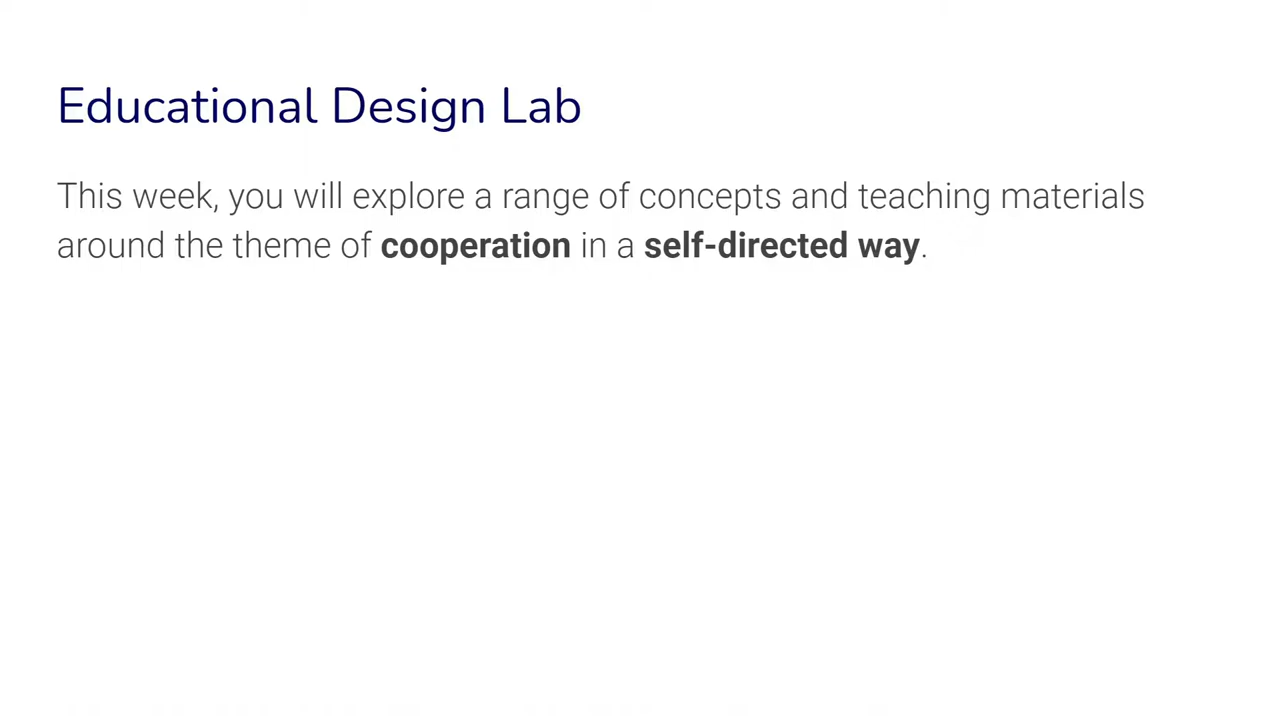 Educational Design Lab
This week, you will explore a range of concepts and teaching materials
around the theme of cooperation in a self-directed way.